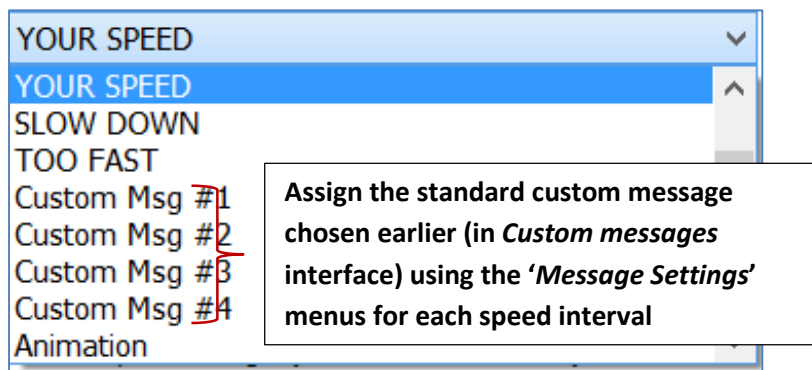 YOUR SPEED
YOUR SPEED
SLOW DOWN
TOO FAST
Custom Msg #1
Custom Msg #2
Custom Msg #3
Custom Msg #4
Animation
Assign the standard custom message
chosen earlier (in Custom messages
interface) using the ‘Message Settings’
menus for each speed interval